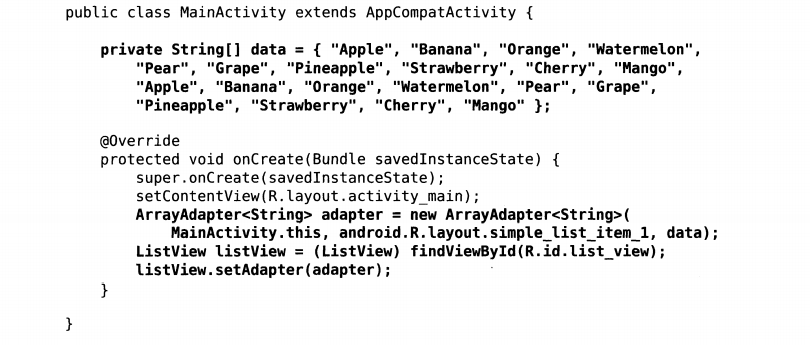 public class MainActivity extends AppCompatActivity {
private String[] data = { "Apple", "Banana", "Orange", "Watermelon",
"Pear", "Grape", "Pineapple", "Strawberry", "Cherry", "Mango",
"Apple", "Banana", "Orange", "Watermelon", "Pear", "Grape",
"Pineapple", "Strawberry", "Cherry", "Mango" };
@Override
protected void onCreate(Bundle savedInstanceState) {
super.onCreate(savedInstanceState);
setContentView(R.layout.activity_main);
ArrayAdapter<String> adapter = new ArrayAdapter<String>(
MainActivity.this, android.R.layout.simple_list_item_1, data);
ListView listView = (ListView) findViewById(R.id.list_view);
listView.setAdapter(adapter);
}
}